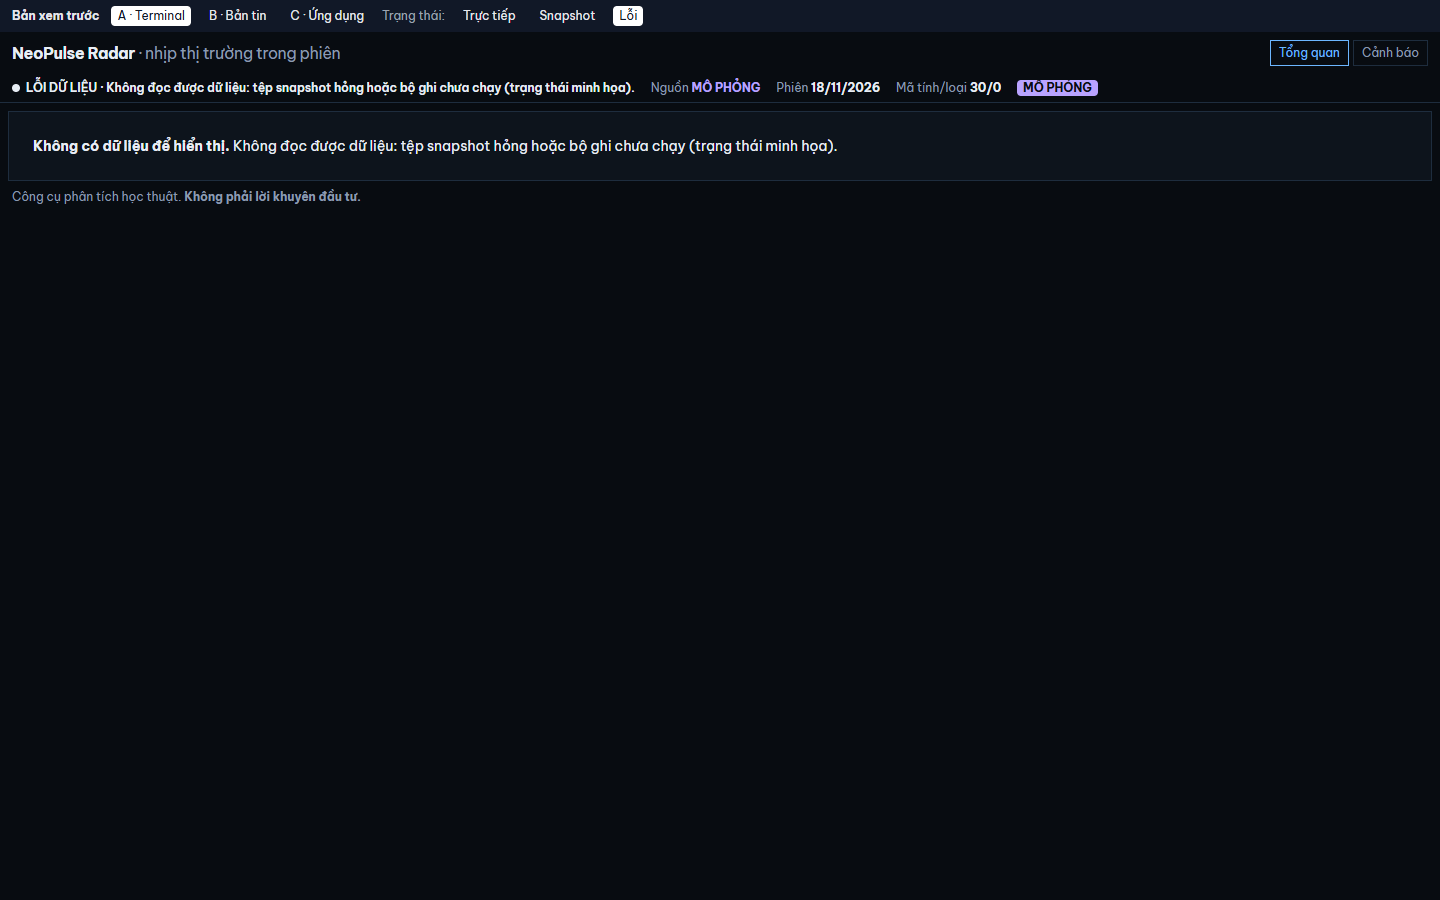 Bản xem trước A · Terminal B · Bản tin C · Ứng dụng Trạng thái: Trực tiếp Snapshot Lỗi
NeoPulse Radar · nhịp thị trường trong phiên Tổng quan Cảnh báo
LỖI DỮ LIỆU · Không đọc được dữ liệu: tệp snapshot hỏng hoặc bộ ghi chưa chạy (trạng thái minh họa). Nguồn MÔ PHỎNG Phiên 18/11/2026 Mã tính/loại 30/0 MÔ PHỎNG
Không có dữ liệu để hiển thị. Không đọc được dữ liệu: tệp snapshot hỏng hoặc bộ ghi chưa chạy (trạng thái minh họa).
Công cụ phân tích học thuật. Không phải lời khuyên đầu tư.